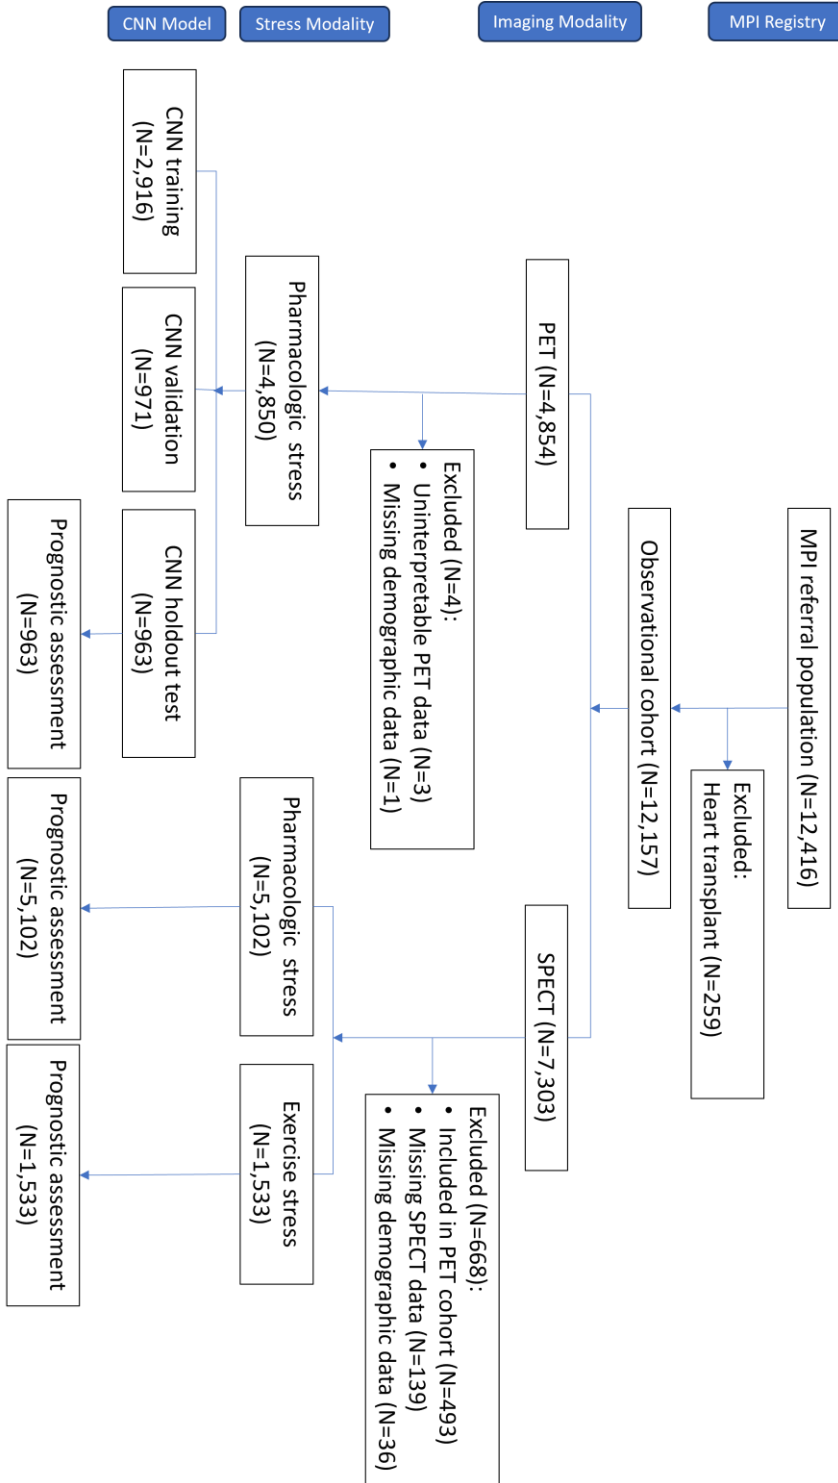 MPI Registry
MPI referral population (N=12,416)
Excluded:
Heart transplant (N=259)
Observational cohort (N=12,157)
Imaging Modality
PET (N=4,854)
SPECT (N=7,303)
Excluded (N=4):
• Uninterpretable PET data (N=3)
• Missing demographic data (N=1)
Excluded (N=668):
• Included in PET cohort (N=493)
• Missing SPECT data (N=139)
• Missing demographic data (N=36)
Stress Modality
Pharmacologic stress
(N=4,850)
Pharmacologic stress
(N=5,102)
Exercise stress
(N=1,533)
CNN Model
CNN training
(N=2,916)
CNN validation
(N=971)
CNN holdout test
(N=963)
Prognostic assessment
(N=963)
Prognostic assessment
(N=5,102)
Prognostic assessment
(N=1,533)